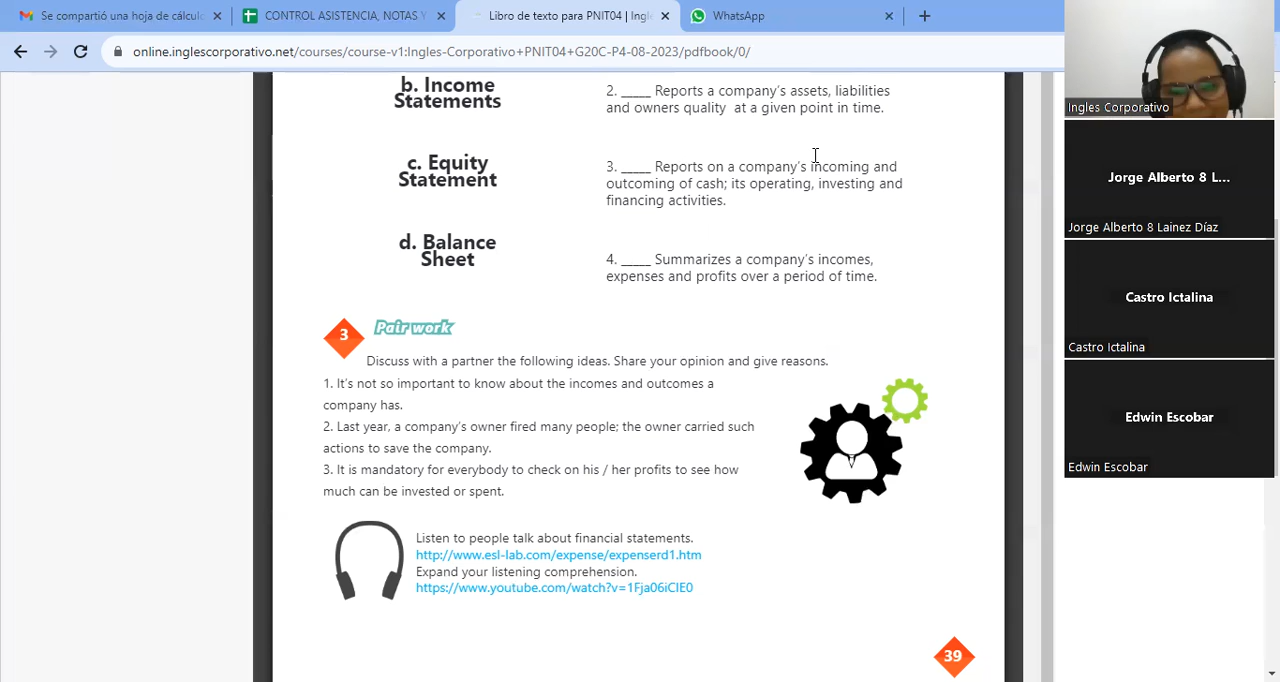 Se compartió una hoja de cálcu
CONTROL ASISTENCIA, NOTAS Y
Libro de texto para PNIT04 | Ingl
WhatsApp
online.inglescorporativo.net/courses/course-v1:Ingles-Corporativo+PNIT04+G20C-P4-08-2023/pdfbook/0/
b. Income
Statements
2. _____ Reports a company's assets, liabilities
and owners quality at a given point in time.
c. Equity
Statement
3. _____ Reports on a company's incoming and
outcoming of cash; its operating, investing and
financing activities.
d. Balance
Sheet
4. _____ Summarizes a company's incomes,
expenses and profits over a period of time.
3
Pair work
Discuss with a partner the following ideas. Share your opinion and give reasons.
1. It's not so important to know about the incomes and outcomes a
company has.
2. Last year, a company's owner fired many people; the owner carried such
actions to save the company.
3. It is mandatory for everybody to check on his / her profits to see how
much can be invested or spent.
Listen to people talk about financial statements.
http://www.esl-lab.com/expense/expenserd1.htm
Expand your listening comprehension.
https://www.youtube.com/watch?v=1Fja06iCIE0
39
Ingles Corporativo
Jorge Alberto 8 L...
Jorge Alberto 8 Lainez Díaz
Castro Ictalina
Castro Ictalina
Edwin Escobar
Edwin Escobar